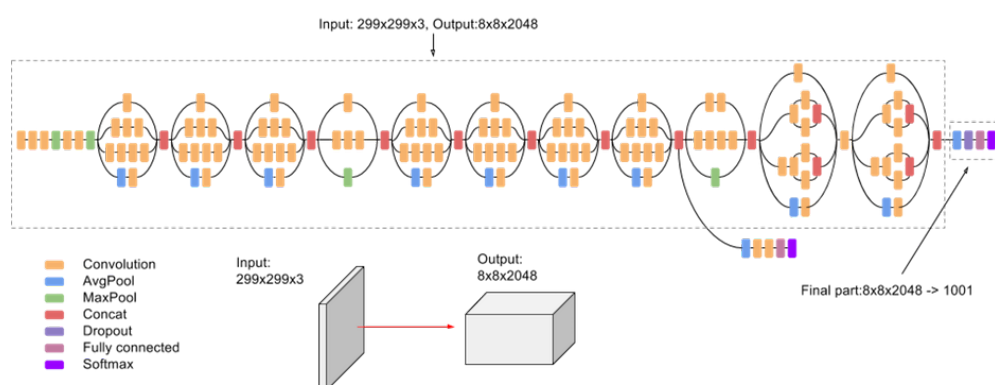 Input: 299x299x3, Output:8x8x2048
Convolution
AvgPool
MaxPool
Concat
Dropout
Fully connected
Softmax
Input:
299x299x3
Output:
8x8x2048
Final part:8x8x2048 -> 1001